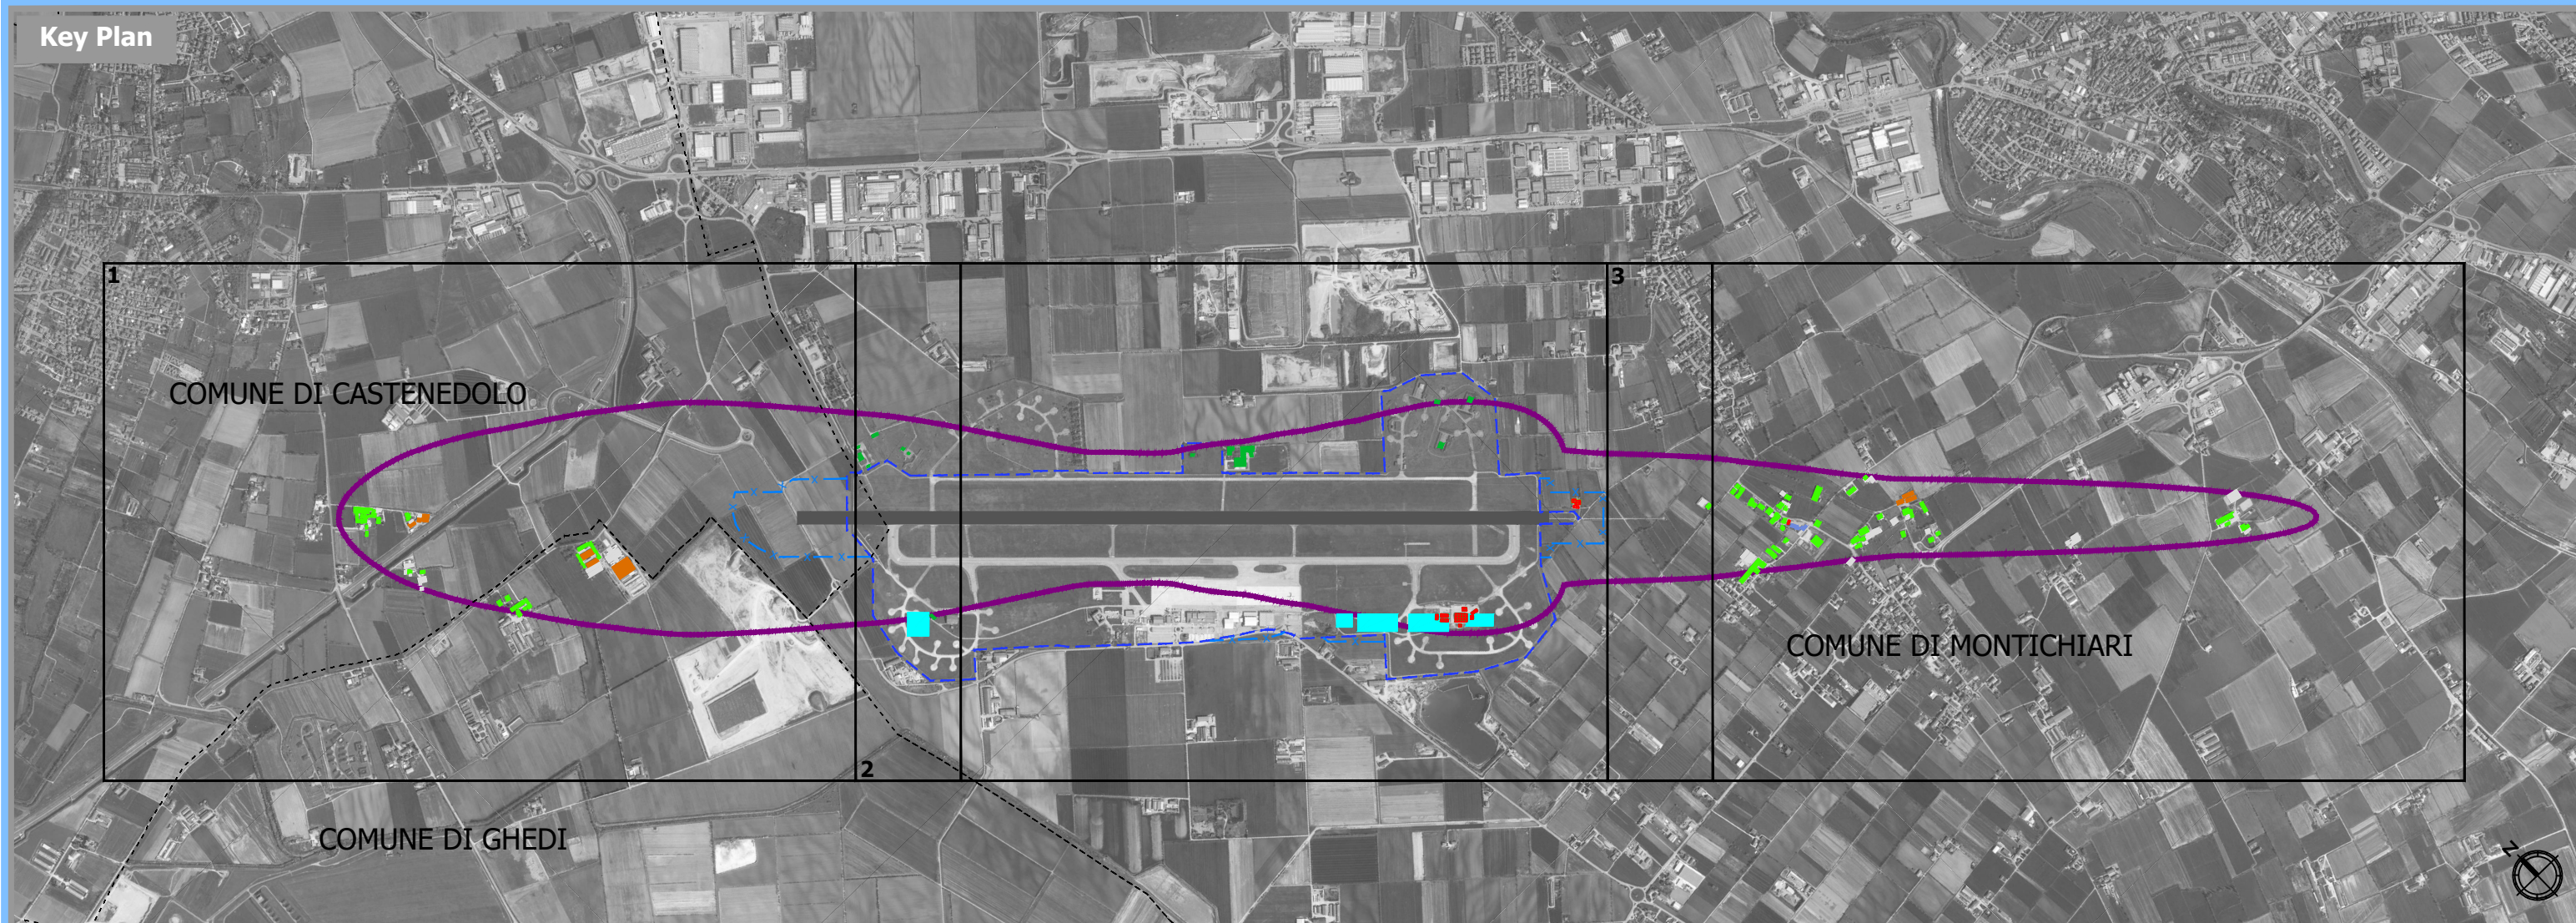 Key Plan
1
3
COMUNE DI CASTENEDOLO
COMUNE DI MONTICHIARI
2
COMUNE DI GHEDI
N